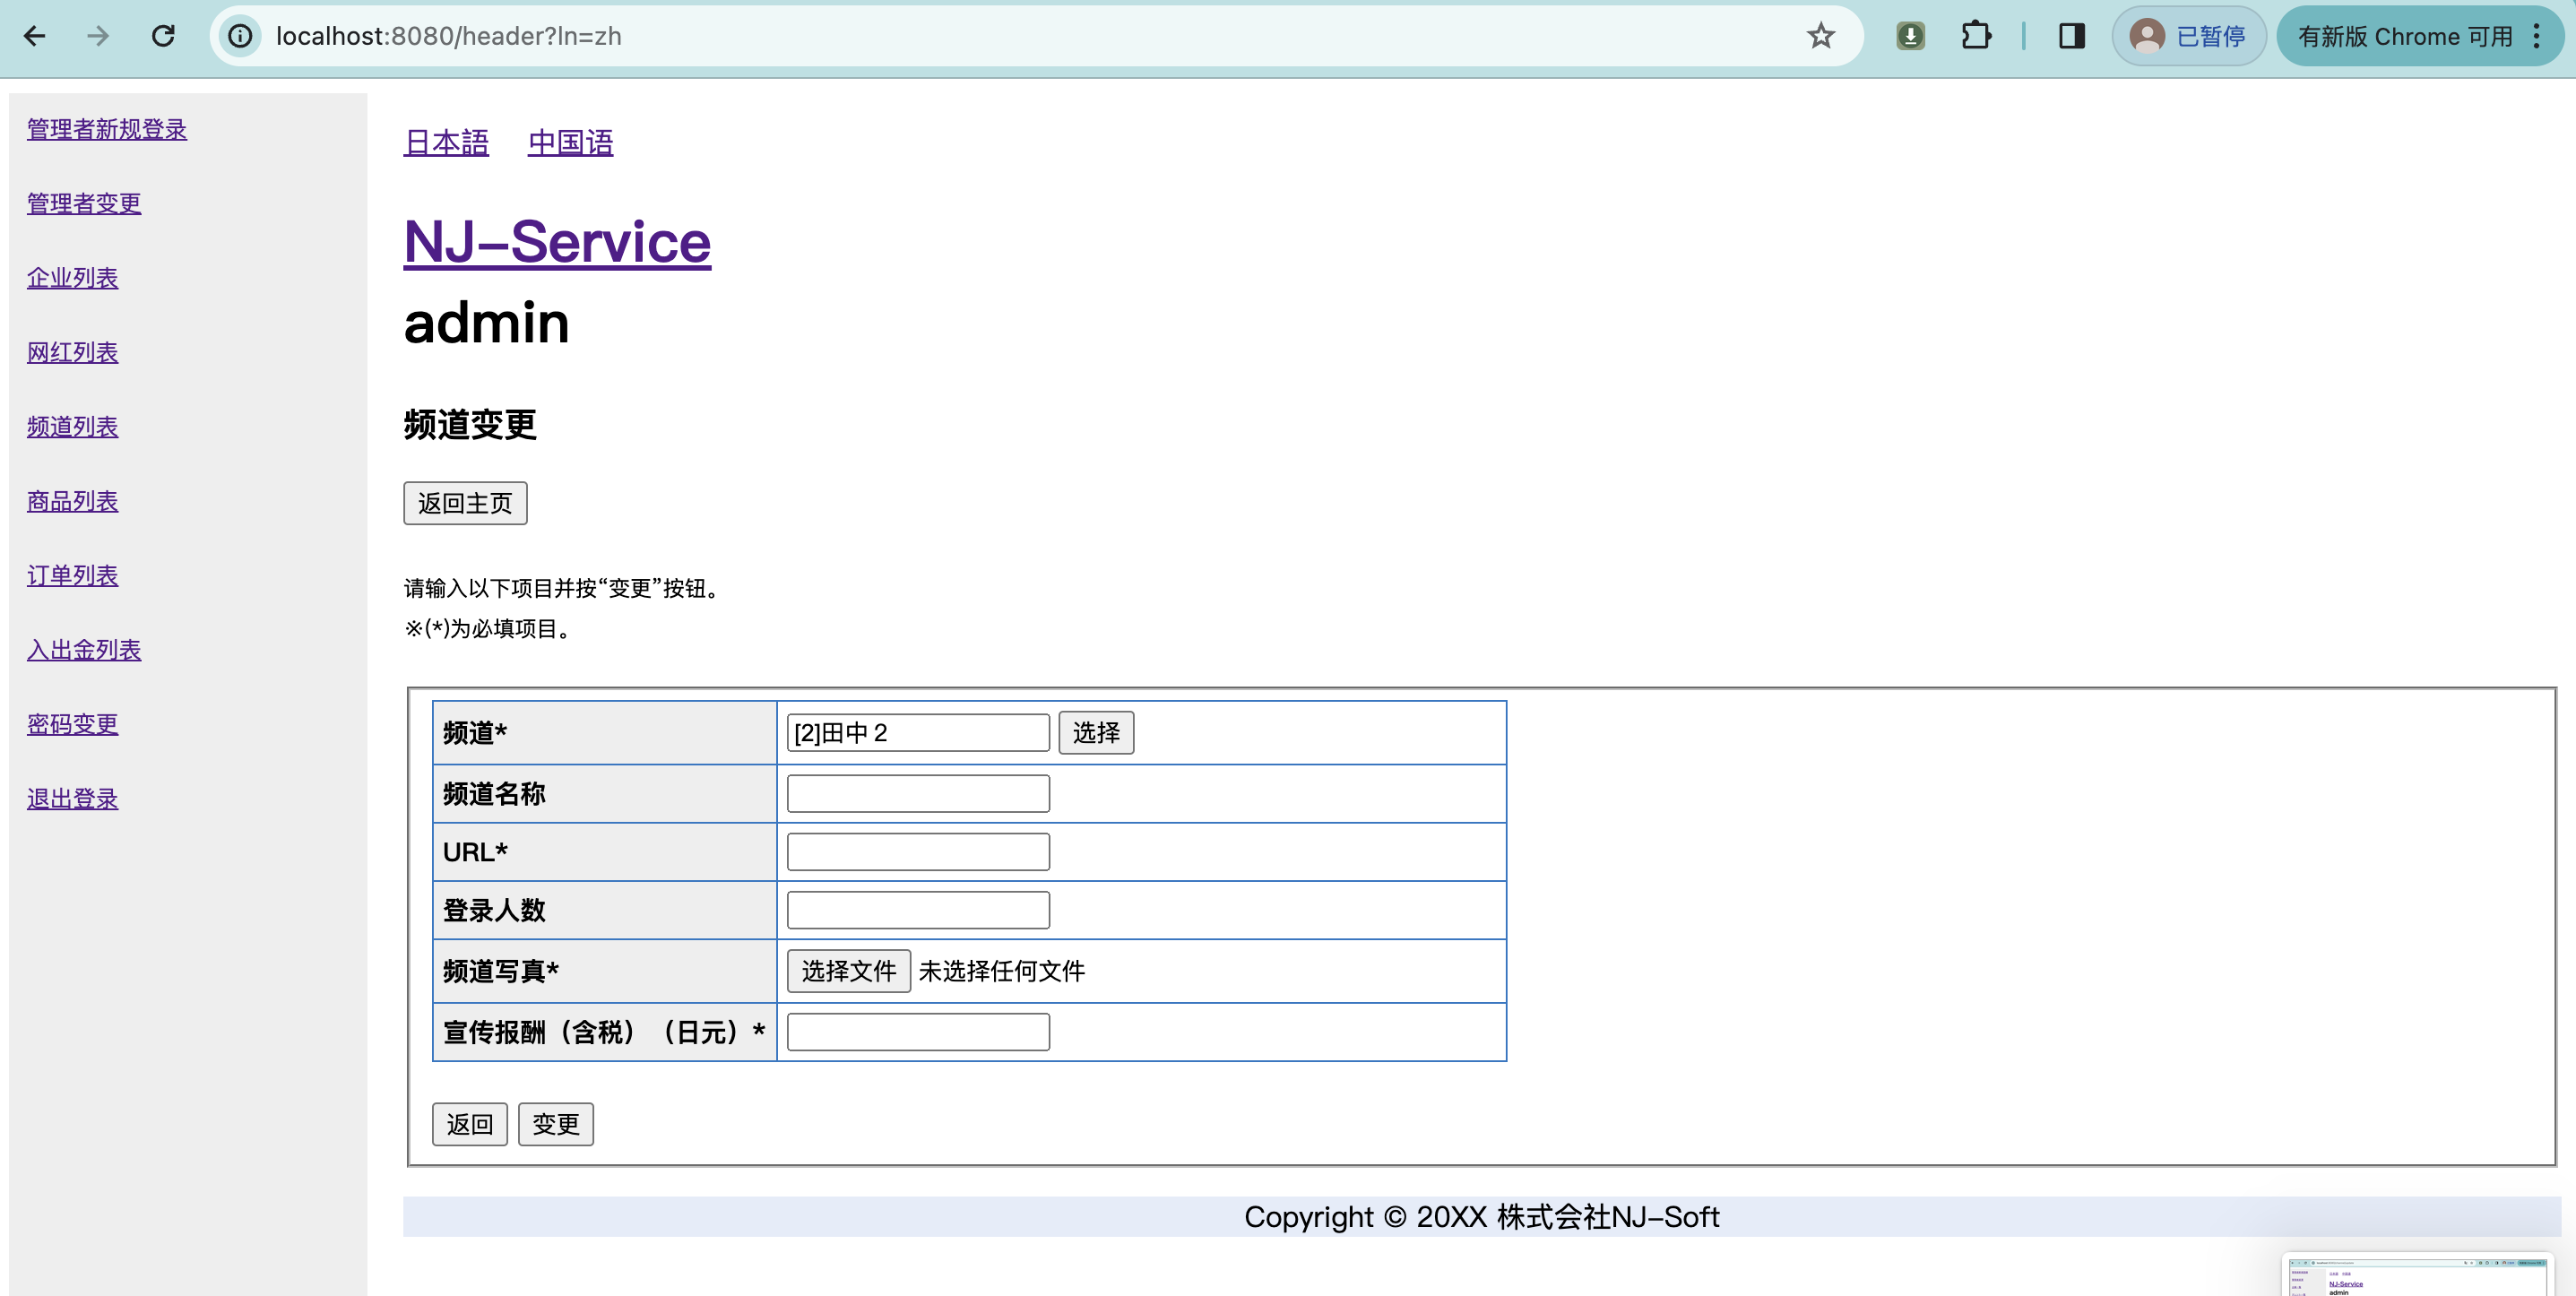 localhost:8080/header?ln=zh
已暂停
有新版 Chrome 可用
管理者新规登录
管理者变更
企业列表
网红列表
频道列表
商品列表
订单列表
入出金列表
密码变更
退出登录
日本語 中国语
NJ-Service
admin
频道变更
返回主页
请输入以下项目并按“变更”按钮。
※(*)为必填项目。
频道* [2]田中2 选择
频道名称
URL*
登录人数
频道写真* 选择文件 未选择任何文件
宣传报酬（含税）（日元）*
返回 变更
Copyright © 20XX 株式会社NJ-Soft
NJ-Service
admin